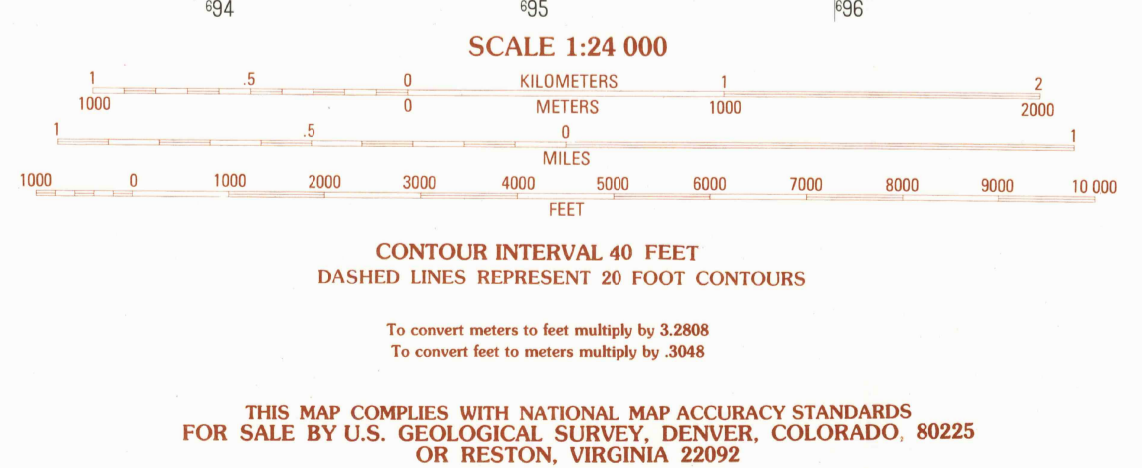 ⁶94 ⁶95 ⁶96
SCALE 1:24 000
1 .5 0 KILOMETERS 1 2
1000 0 METERS 1000 2000
1 .5 0 1
MILES
1000 0 1000 2000 3000 4000 5000 6000 7000 8000 9000 10 000
FEET
CONTOUR INTERVAL 40 FEET
DASHED LINES REPRESENT 20 FOOT CONTOURS
To convert meters to feet multiply by 3.2808
To convert feet to meters multiply by .3048
THIS MAP COMPLIES WITH NATIONAL MAP ACCURACY STANDARDS
FOR SALE BY U.S. GEOLOGICAL SURVEY, DENVER, COLORADO, 80225
OR RESTON, VIRGINIA 22092